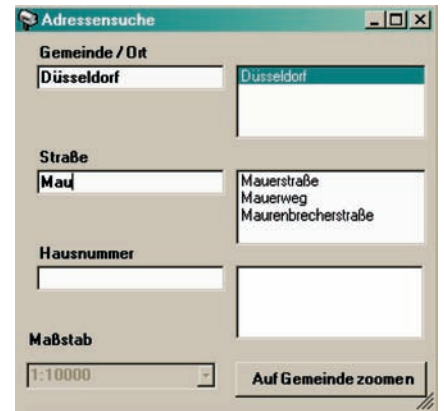 Adressensuche
Gemeinde / Ort
Düsseldorf
Düsseldorf
Straße
Mau
Mauerstraße
Mauerweg
Maurenbrecherstraße
Hausnummer
Maßstab
1:10000
Auf Gemeinde zoomen